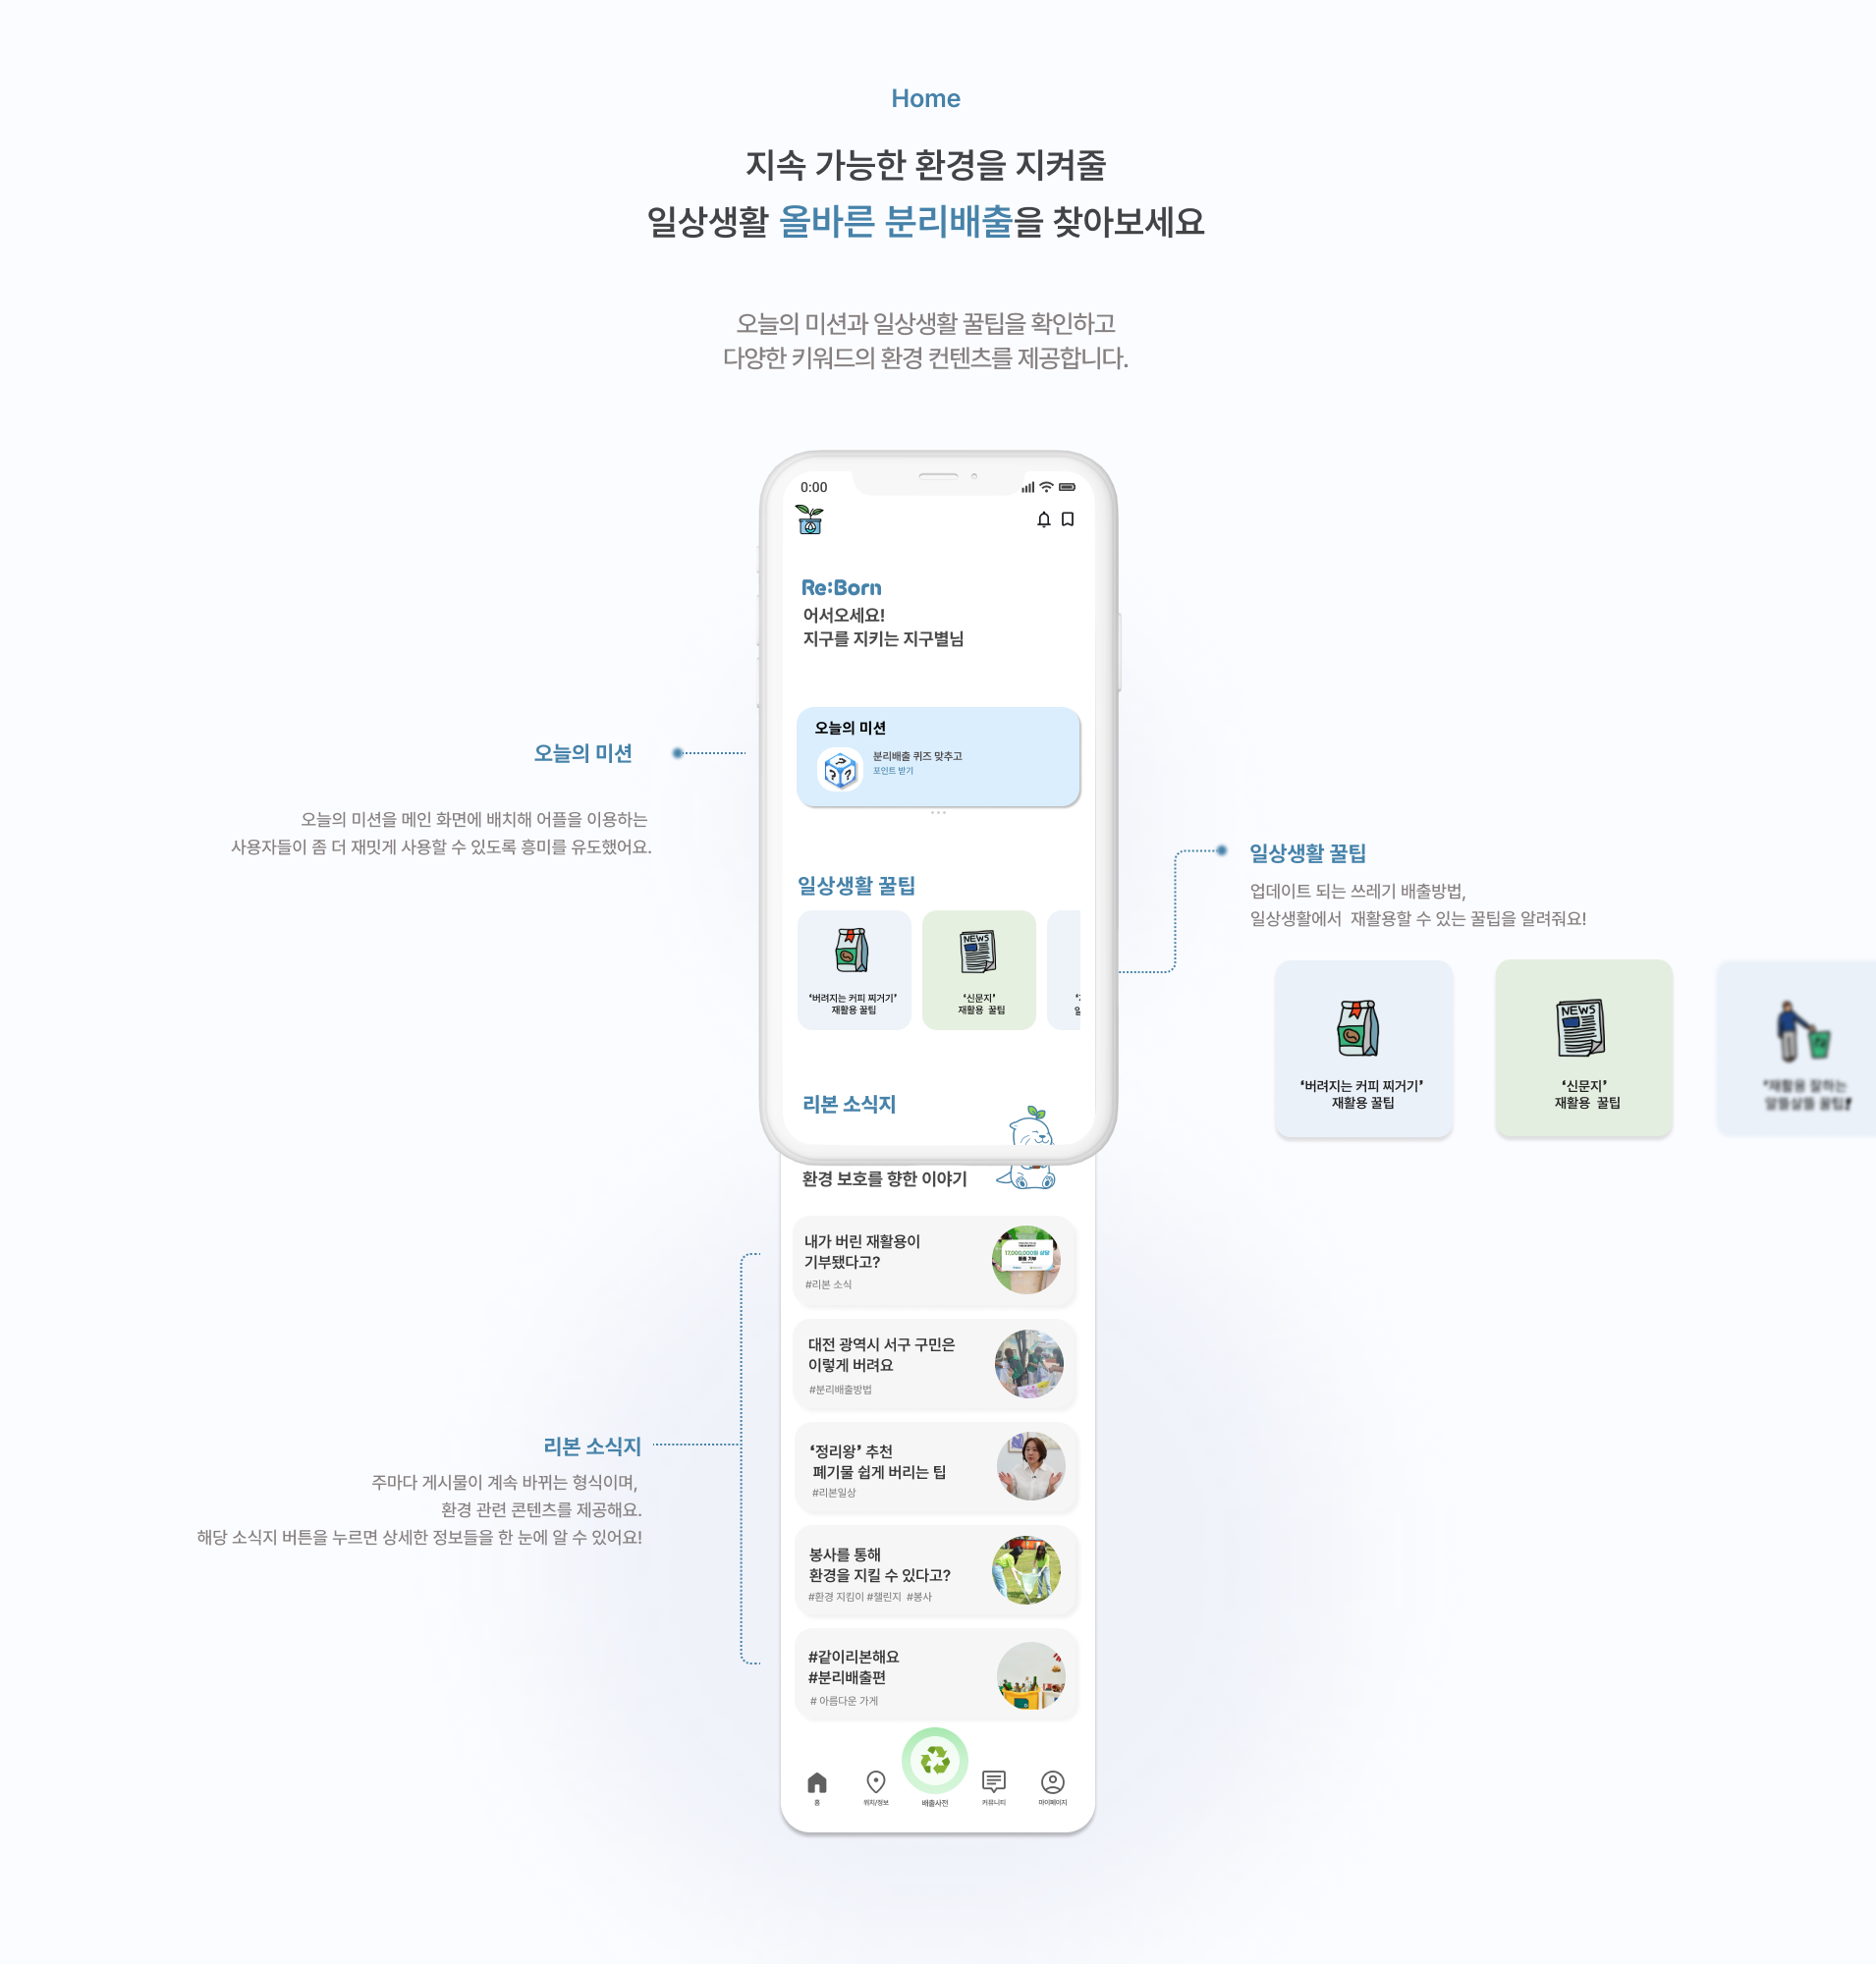 Home
지속 가능한 환경을 지켜줄
일상생활 올바른 분리배출을 찾아보세요
오늘의 미션과 일상생활 꿀팁을 확인하고
다양한 키워드의 환경 컨텐츠를 제공합니다.
0:00
Re:Born
어서오세요!
지구를 지키는 지구별님
오늘의 미션
분리배출 퀴즈 맞추고
포인트 받기
오늘의 미션
오늘의 미션을 메인 화면에 배치해 어플을 이용하는
사용자들이 좀 더 재밋게 사용할 수 있도록 흥미를 유도했어요.
일상생활 꿀팁
NEWS
‘버려지는 커피 찌거기’
재활용 꿀팁
‘신문지’
재활용 꿀팁
일상생활 꿀팁
업데이트 되는 쓰레기 배출방법,
일상생활에서 재활용할 수 있는 꿀팁을 알려줘요!
NEWS
‘버려지는 커피 찌거기’
재활용 꿀팁
‘신문지’
재활용 꿀팁
‘재활용 잘하는
알뜰살뜰 꿀팁’
리본 소식지
환경 보호를 향한 이야기
내가 버린 재활용이
기부됐다고?
#리본 소식
17,000,000원 상당
물품 기부
대전 광역시 서구 구민은
이렇게 버려요
#분리배출방법
‘정리왕’ 추천
폐기물 쉽게 버리는 팁
#리본일상
봉사를 통해
환경을 지킬 수 있다고?
#환경 지킴이 #챌린지 #봉사
#같이리본해요
#분리배출편
# 아름다운 가게
리본 소식지
주마다 게시물이 계속 바뀌는 형식이며,
환경 관련 콘텐츠를 제공해요.
해당 소식지 버튼을 누르면 상세한 정보들을 한 눈에 알 수 있어요!
홈
위치/정보
배출사전
커뮤니티
마이페이지